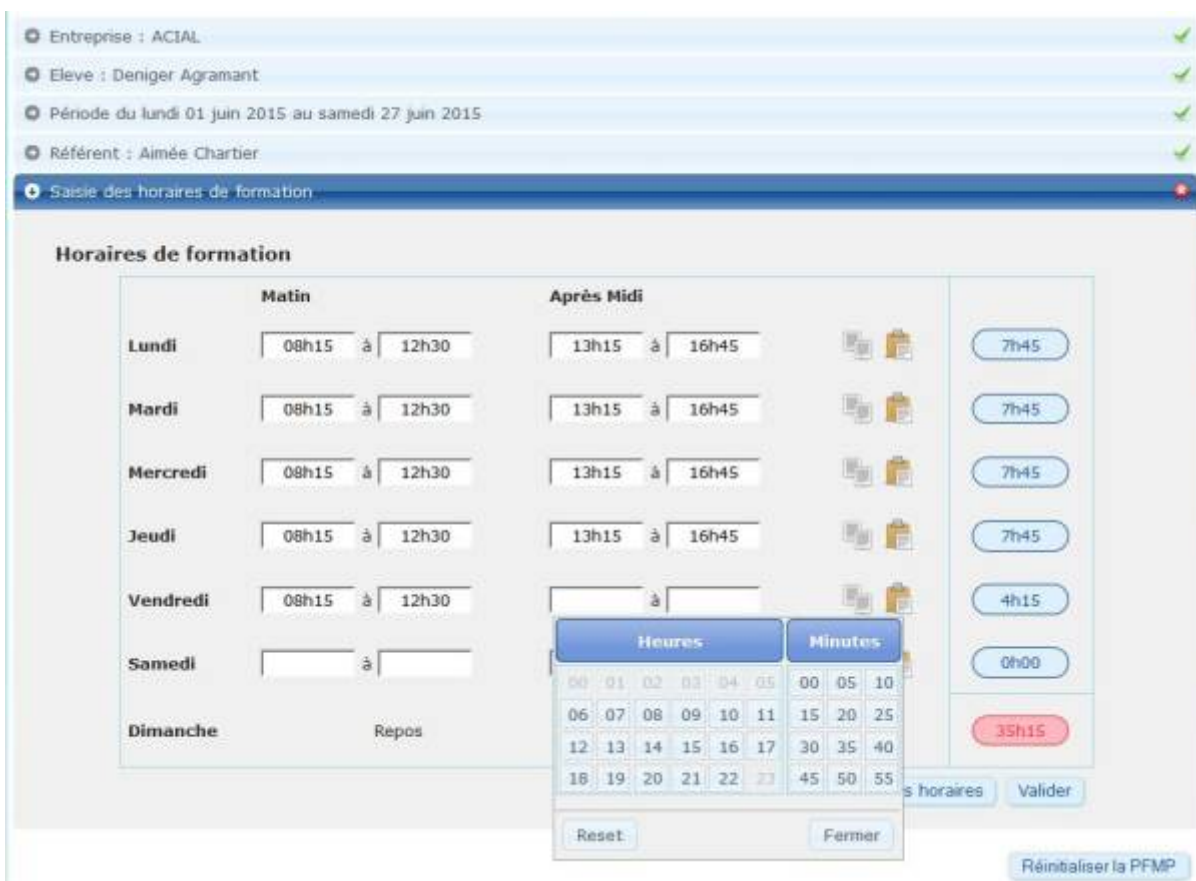 Entreprise : ACIAL
Eleve : Deniger Agramant
Période du lundi 01 juin 2015 au samedi 27 juin 2015
Référent : Aimée Chartier
Saisie des horaires de formation
Horaires de formation
Matin Après Midi
Lundi 08h15 à 12h30 13h15 à 16h45 7h45
Mardi 08h15 à 12h30 13h15 à 16h45 7h45
Mercredi 08h15 à 12h30 13h15 à 16h45 7h45
Jeudi 08h15 à 12h30 13h15 à 16h45 7h45
Vendredi 08h15 à 12h30 à 4h15
Heures Minutes
Samedi à 0h00
00 01 02 03 04 05 00 05 10
06 07 08 09 10 11 15 20 25
Dimanche Repos 35h15
12 13 14 15 16 17 30 35 40
18 19 20 21 22 23 45 50 55
s horaires Valider
Reset Fermer
Réinitialiser la PFMP